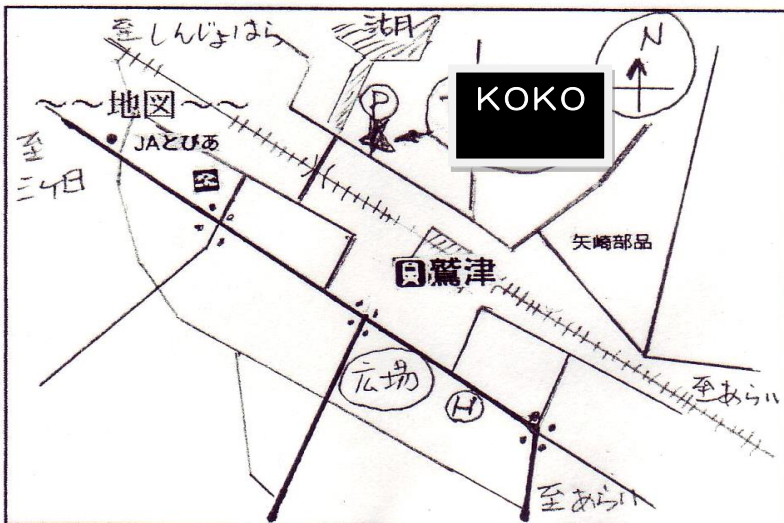 至しんじょはら
湖
N
P
KOKO
～～地図～～
JAとぴあ
至
三ケ日
矢崎部品
鷲津
広場
H
至あらい
至あらい